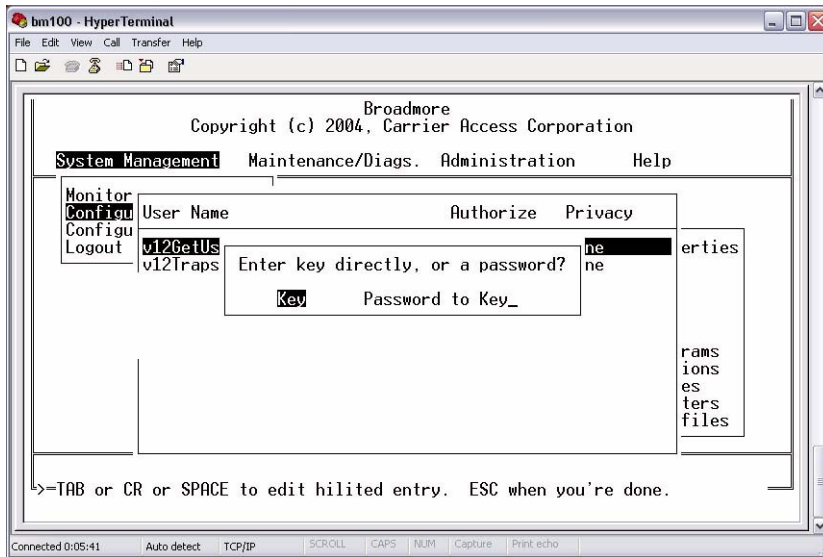 bm100 - HyperTerminal
File Edit View Call Transfer Help
Broadmore
Copyright (c) 2004, Carrier Access Corporation
System Management Maintenance/Diags. Administration Help
Monitor
Configu User Name Authorize Privacy
Configu
Logout v12GetUs ne erties
v12Traps Enter key directly, or a password? ne
Key Password to Key_
rams
ions
es
ters
files
>=TAB or CR or SPACE to edit hilited entry. ESC when you're done.
Connected 0:05:41 Auto detect TCP/IP SCROLL CAPS NUM Capture Print echo